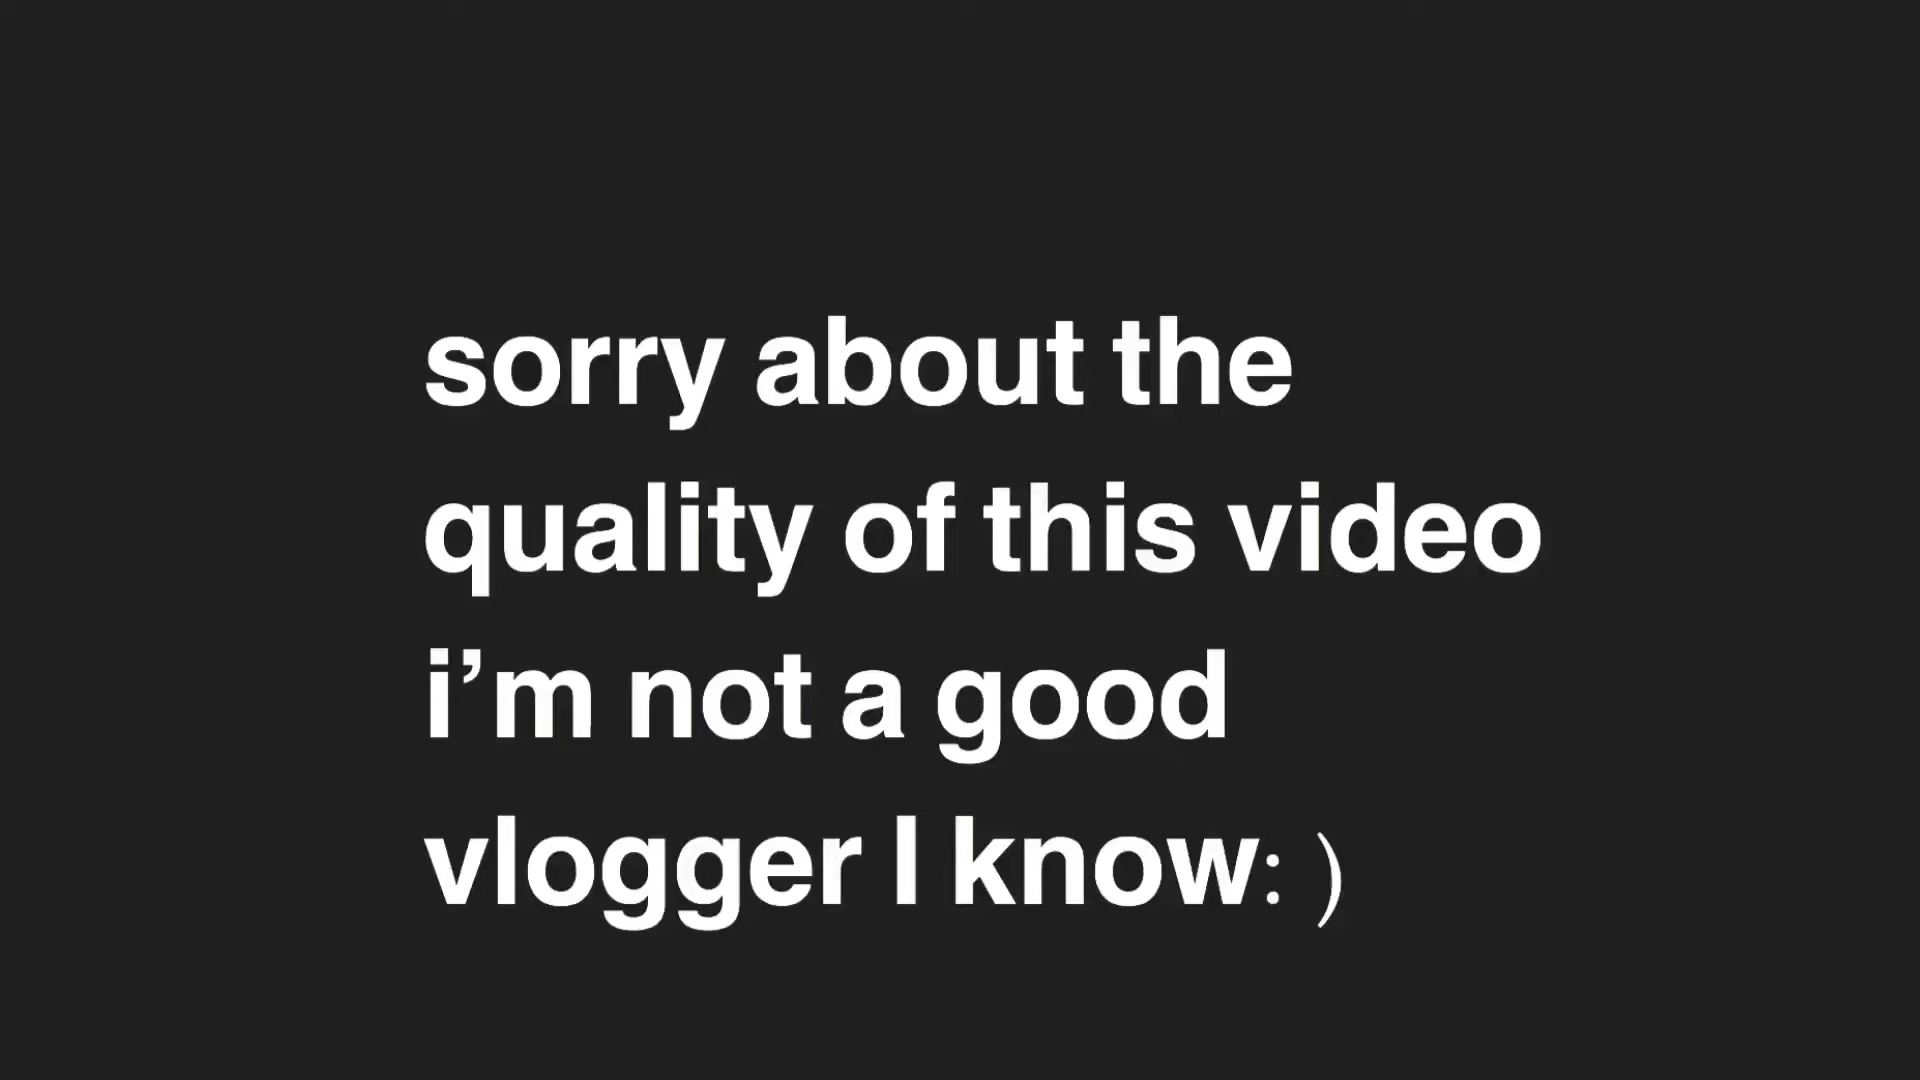 sorry about the
quality of this video
i’m not a good
vlogger I know: )